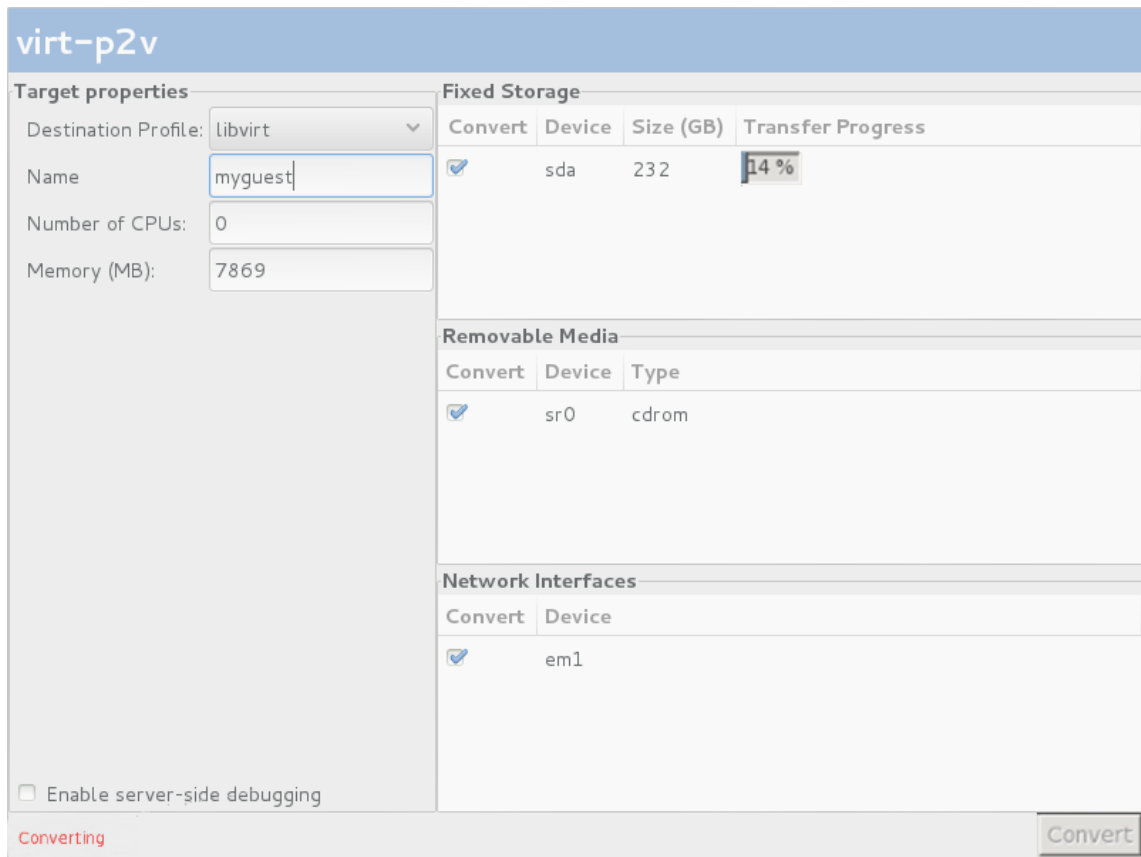 virt-p2v
Target properties
Destination Profile: libvirt
Name myguest
Number of CPUs: 0
Memory (MB): 7869
Enable server-side debugging
Fixed Storage
Convert Device Size (GB) Transfer Progress
sda 232 14 %
Removable Media
Convert Device Type
sr0 cdrom
Network Interfaces
Convert Device
em1
Converting
Convert